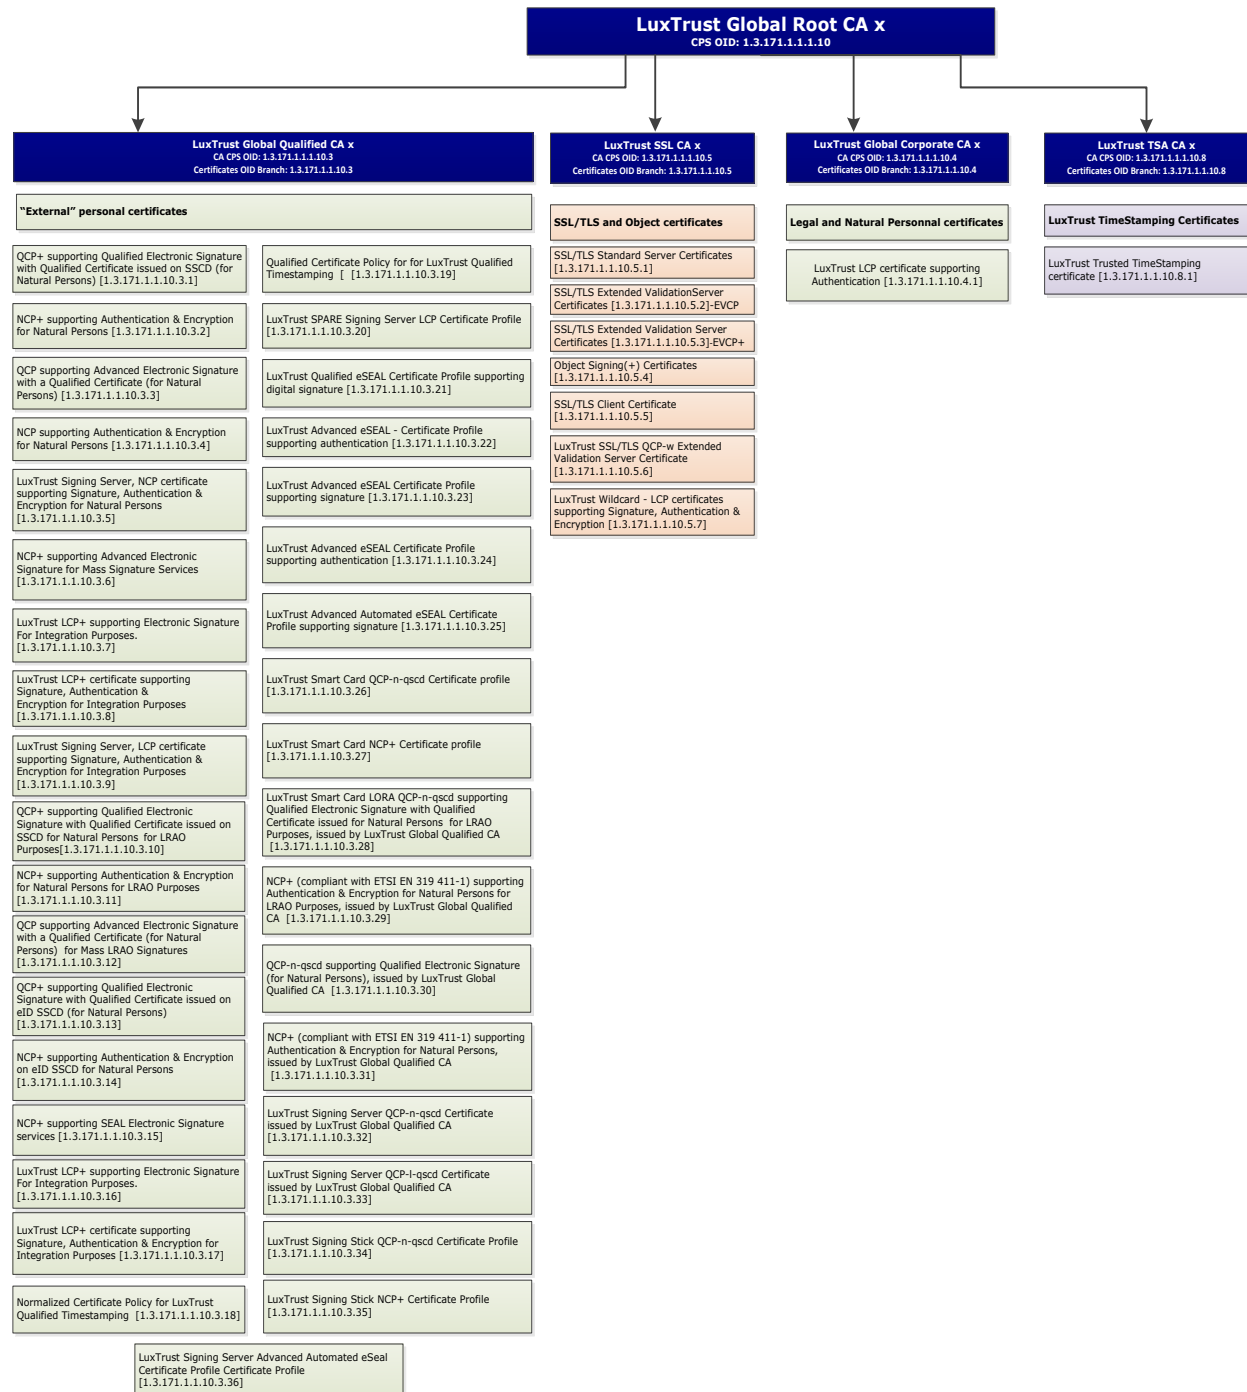 LuxTrust Global Root CA x
CPS OID: 1.3.171.1.1.1.10
LuxTrust Global Qualified CA x
CA CPS OID: 1.3.171.1.1.1.10.3
Certificates OID Branch: 1.3.171.1.1.10.3
LuxTrust SSL CA x
CA CPS OID: 1.3.171.1.1.1.10.5
Certificates OID Branch: 1.3.171.1.1.10.5
LuxTrust Global Corporate CA x
CA CPS OID: 1.3.171.1.1.1.10.4
Certificates OID Branch: 1.3.171.1.1.10.4
LuxTrust TSA CA x
CA CPS OID: 1.3.171.1.1.1.10.8
Certificates OID Branch: 1.3.171.1.1.10.8
“External” personal certificates
QCP+ supporting Qualified Electronic Signature
with Qualified Certificate issued on SSCD (for
Natural Persons) [1.3.171.1.1.10.3.1]
NCP+ supporting Authentication & Encryption
for Natural Persons [1.3.171.1.1.10.3.2]
QCP supporting Advanced Electronic Signature
with a Qualified Certificate (for Natural
Persons) [1.3.171.1.1.10.3.3]
NCP supporting Authentication & Encryption
for Natural Persons [1.3.171.1.1.10.3.4]
LuxTrust Signing Server, NCP certificate
supporting Signature, Authentication &
Encryption for Natural Persons
[1.3.171.1.1.10.3.5]
NCP+ supporting Advanced Electronic
Signature for Mass Signature Services
[1.3.171.1.1.10.3.6]
LuxTrust LCP+ supporting Electronic Signature
For Integration Purposes.
[1.3.171.1.1.10.3.7]
LuxTrust LCP+ certificate supporting
Signature, Authentication &
Encryption for Integration Purposes
[1.3.171.1.1.10.3.8]
LuxTrust Signing Server, LCP certificate
supporting Signature, Authentication &
Encryption for Integration Purposes
[1.3.171.1.1.10.3.9]
QCP+ supporting Qualified Electronic
Signature with Qualified Certificate issued on
SSCD for Natural Persons  for LRAO
Purposes[1.3.171.1.1.10.3.10]
NCP+ supporting Authentication & Encryption
for Natural Persons for LRAO Purposes
[1.3.171.1.1.10.3.11]
QCP supporting Advanced Electronic Signature
with a Qualified Certificate (for Natural
Persons)  for Mass LRAO Signatures
[1.3.171.1.1.10.3.12]
QCP+ supporting Qualified Electronic
Signature with Qualified Certificate issued on
eID SSCD (for Natural Persons)
[1.3.171.1.1.10.3.13]
NCP+ supporting Authentication & Encryption
on eID SSCD for Natural Persons
[1.3.171.1.1.10.3.14]
NCP+ supporting SEAL Electronic Signature
services [1.3.171.1.1.10.3.15]
LuxTrust LCP+ supporting Electronic Signature
For Integration Purposes.
[1.3.171.1.1.10.3.16]
LuxTrust LCP+ certificate supporting
Signature, Authentication & Encryption for
Integration Purposes [1.3.171.1.1.10.3.17]
Normalized Certificate Policy for LuxTrust
Qualified Timestamping  [1.3.171.1.1.10.3.18]
Qualified Certificate Policy for for LuxTrust Qualified
Timestamping  [  [1.3.171.1.1.10.3.19]
LuxTrust SPARE Signing Server LCP Certificate Profile
[1.3.171.1.1.10.3.20]
LuxTrust Qualified eSEAL Certificate Profile supporting
digital signature [1.3.171.1.1.10.3.21]
LuxTrust Advanced eSEAL - Certificate Profile
supporting authentication [1.3.171.1.1.10.3.22]
LuxTrust Advanced eSEAL Certificate Profile
supporting signature [1.3.171.1.1.10.3.23]
LuxTrust Advanced eSEAL Certificate Profile
supporting authentication [1.3.171.1.1.10.3.24]
LuxTrust Advanced Automated eSEAL Certificate
Profile supporting signature [1.3.171.1.1.10.3.25]
LuxTrust Smart Card QCP-n-qscd Certificate profile
[1.3.171.1.1.10.3.26]
LuxTrust Smart Card NCP+ Certificate profile
[1.3.171.1.1.10.3.27]
LuxTrust Smart Card LORA QCP-n-qscd supporting
Qualified Electronic Signature with Qualified
Certificate issued for Natural Persons  for LRAO
Purposes, issued by LuxTrust Global Qualified CA
[1.3.171.1.1.10.3.28]
NCP+ (compliant with ETSI EN 319 411-1) supporting
Authentication & Encryption for Natural Persons for
LRAO Purposes, issued by LuxTrust Global Qualified
CA  [1.3.171.1.1.10.3.29]
QCP-n-qscd supporting Qualified Electronic Signature
(for Natural Persons), issued by LuxTrust Global
Qualified CA  [1.3.171.1.1.10.3.30]
NCP+ (compliant with ETSI EN 319 411-1) supporting
Authentication & Encryption for Natural Persons,
issued by LuxTrust Global Qualified CA
[1.3.171.1.1.10.3.31]
LuxTrust Signing Server QCP-n-qscd Certificate
issued by LuxTrust Global Qualified CA
[1.3.171.1.1.10.3.32]
LuxTrust Signing Server QCP-l-qscd Certificate
issued by LuxTrust Global Qualified CA
[1.3.171.1.1.10.3.33]
LuxTrust Signing Stick QCP-n-qscd Certificate Profile
[1.3.171.1.1.10.3.34]
LuxTrust Signing Stick NCP+ Certificate Profile
[1.3.171.1.1.10.3.35]
LuxTrust Signing Server Advanced Automated eSeal
Certificate Profile Certificate Profile
[1.3.171.1.1.10.3.36]
SSL/TLS and Object certificates
SSL/TLS Standard Server Certificates
[1.3.171.1.1.10.5.1]
SSL/TLS Extended ValidationServer
Certificates [1.3.171.1.1.10.5.2]-EVCP
SSL/TLS Extended Validation Server
Certificates [1.3.171.1.1.10.5.3]-EVCP+
Object Signing(+) Certificates
[1.3.171.1.1.10.5.4]
SSL/TLS Client Certificate
[1.3.171.1.1.10.5.5]
LuxTrust SSL/TLS QCP-w Extended
Validation Server Certificate
[1.3.171.1.1.10.5.6]
LuxTrust Wildcard - LCP certificates
supporting Signature, Authentication &
Encryption [1.3.171.1.1.10.5.7]
Legal and Natural Personnal certificates
LuxTrust LCP certificate supporting
Authentication [1.3.171.1.1.10.4.1]
LuxTrust TimeStamping Certificates
LuxTrust Trusted TimeStamping
certificate [1.3.171.1.1.10.8.1]